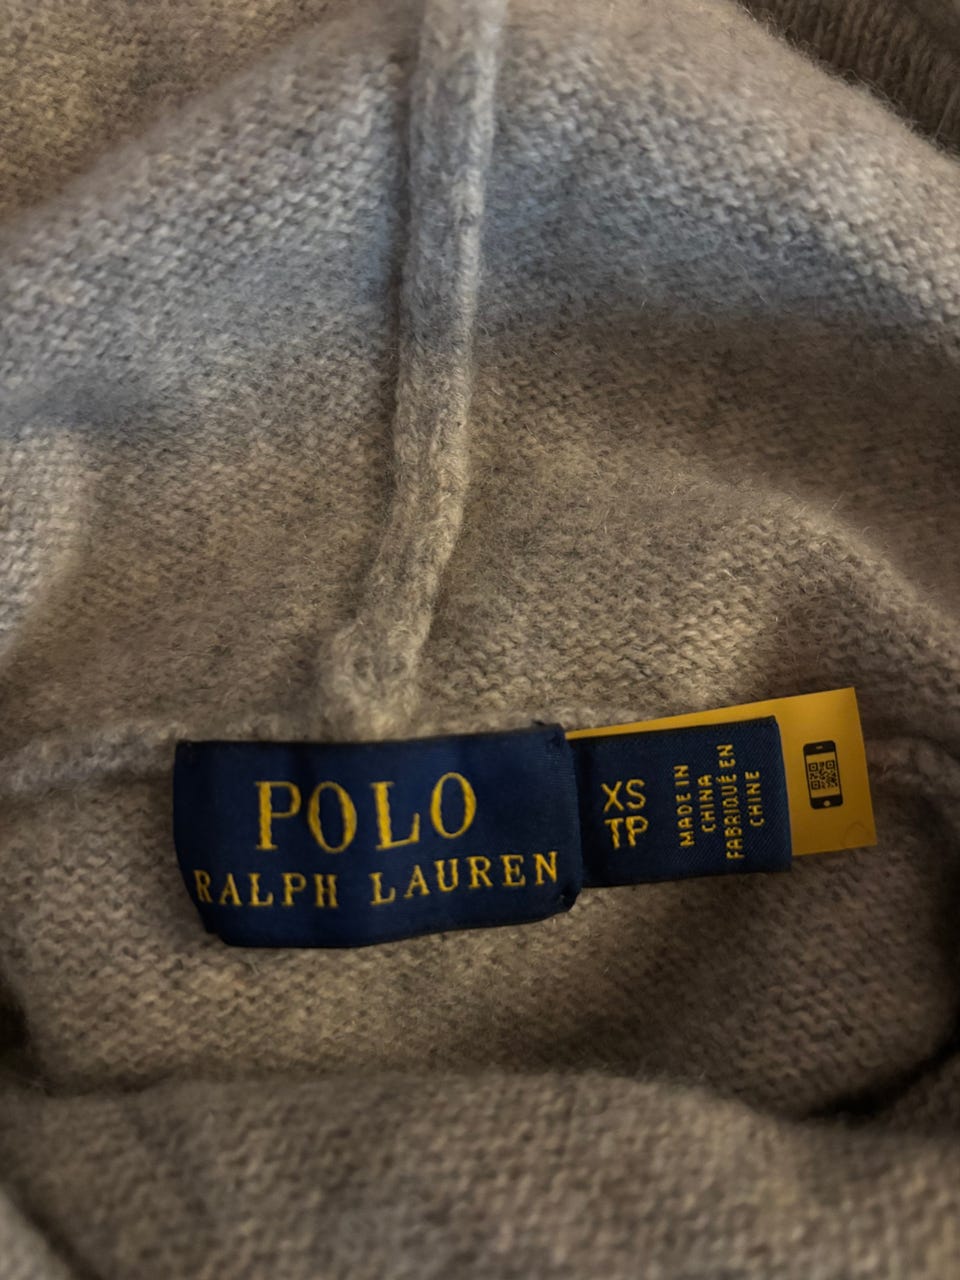 POLO
RALPH LAUREN
XS
TP
MADE IN
CHINA
FABRIQUÉ EN
CHINE